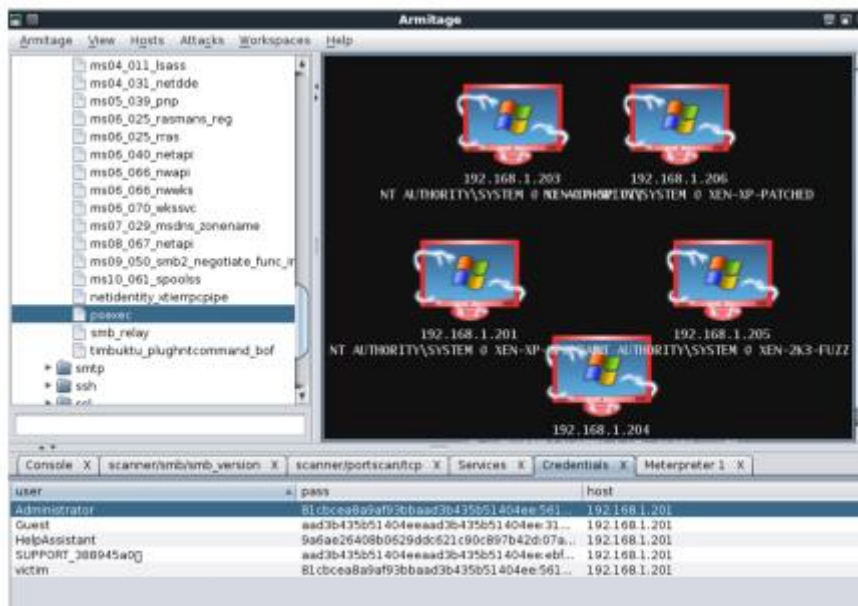 Armitage
Armitage View Hosts Attacks Workspaces Help
ms04_011_lsass
ms04_031_netdde
ms05_039_pnp
ms06_025_rasmans_reg
ms06_025_rras
ms06_040_netapi
ms06_066_nwapi
ms06_066_nwwks
ms06_070_wkssvc
ms07_029_msdns_zonename
ms08_067_netapi
ms09_050_smb2_negotiate_func_ir
ms10_061_spoolss
netidentity_xtierrpcpipe
psexec
smb_relay
timbuktu_plughntcommand_bof
smtp
ssh
192.168.1.203
192.168.1.206
NT AUTHORITY\SYSTEM @ XEN-XP-PATCHED
192.168.1.201
192.168.1.205
NT AUTHORITY\SYSTEM @ XEN-XP
SYSTEM @ XEN-2K3-FUZZ
192.168.1.204
Console X scanner/smb/smb_version X scanner/portscan/tcp X Services X Credentials X Meterpreter 1 X
user pass host
Administrator 81cbcea8a9af93bbaad3b435b51404ee:561... 192.168.1.201
Guest aad3b435b51404eeaad3b435b51404ee:31... 192.168.1.201
HelpAssistant 9a6ae26408b0629ddc621c90c897b42d:07a... 192.168.1.201
SUPPORT_388945a0 aad3b435b51404eeaad3b435b51404ee:ebf... 192.168.1.201
victim 81cbcea8a9af93bbaad3b435b51404ee:561... 192.168.1.201